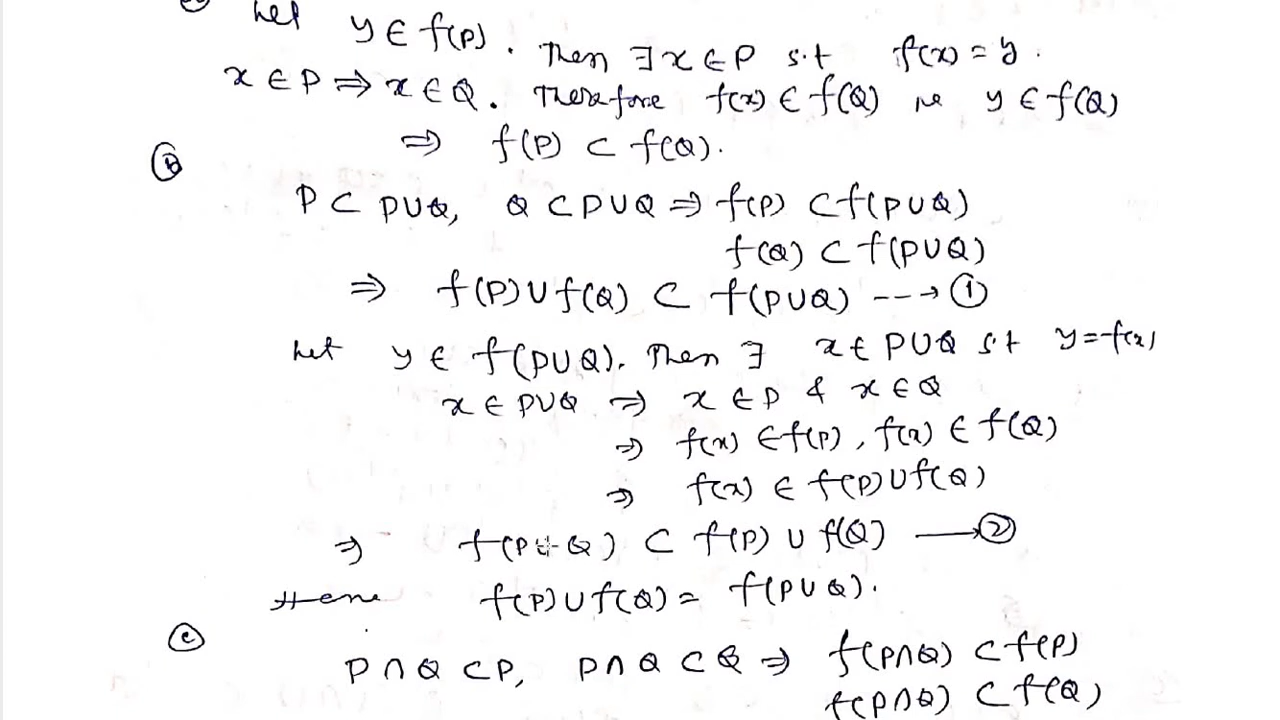 Let y ∈ f(P). Then ∃ x ∈ P s.t f(x) = y.
x ∈ P ⇒ x ∈ Q. Therefore f(x) ∈ f(Q) ie y ∈ f(Q)
⇒ f(P) ⊂ f(Q).
ⓑ
P ⊂ P∪Q, Q ⊂ P∪Q ⇒ f(P) ⊂ f(P∪Q)
f(Q) ⊂ f(P∪Q)
⇒ f(P)∪f(Q) ⊂ f(P∪Q) ---→ ①
Let y ∈ f(P∪Q). Then ∃ x ∈ P∪Q s.t y=f(x)
x ∈ P∪Q ⇒ x ∈ P & x ∈ Q
⇒ f(x) ∈ f(P), f(x) ∈ f(Q)
⇒ f(x) ∈ f(P)∪f(Q)
⇒ f(P∪Q) ⊂ f(P) ∪ f(Q) —→②
Hence f(P)∪f(Q) = f(P∪Q).
ⓒ
P∩Q ⊂P, P∩Q ⊂ Q ⇒ f(P∩Q) ⊂ f(P)
f(P∩Q) ⊂ f(Q)